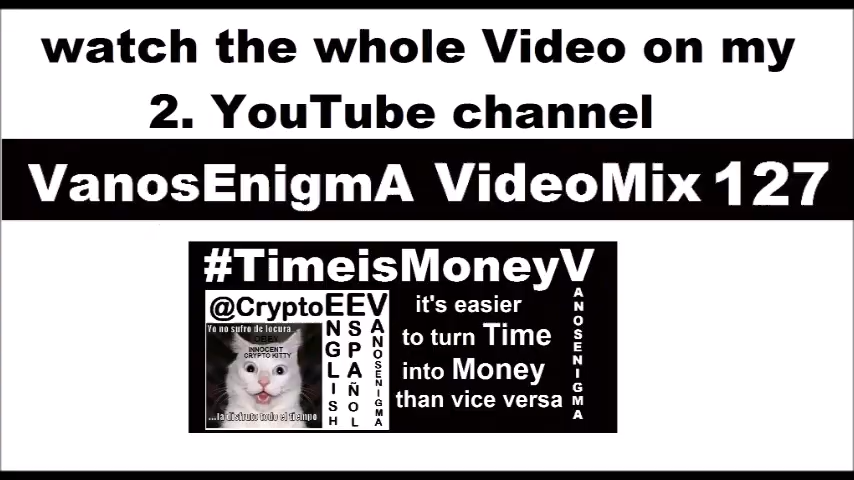 watch the whole Video on my
2. YouTube channel
VanosEnigmA VideoMix 127
#TimeisMoneyV
ANOSENIGMA
@CryptoEEV
ENGLISH
ESPAÑOL
VANOSENIGMA
Yo no sufro de locura
OBEY
INNOCENT
CRYPTO KITTY
...la disfruto todo el tiempo
it's easier
to turn Time
into Money
than vice versa